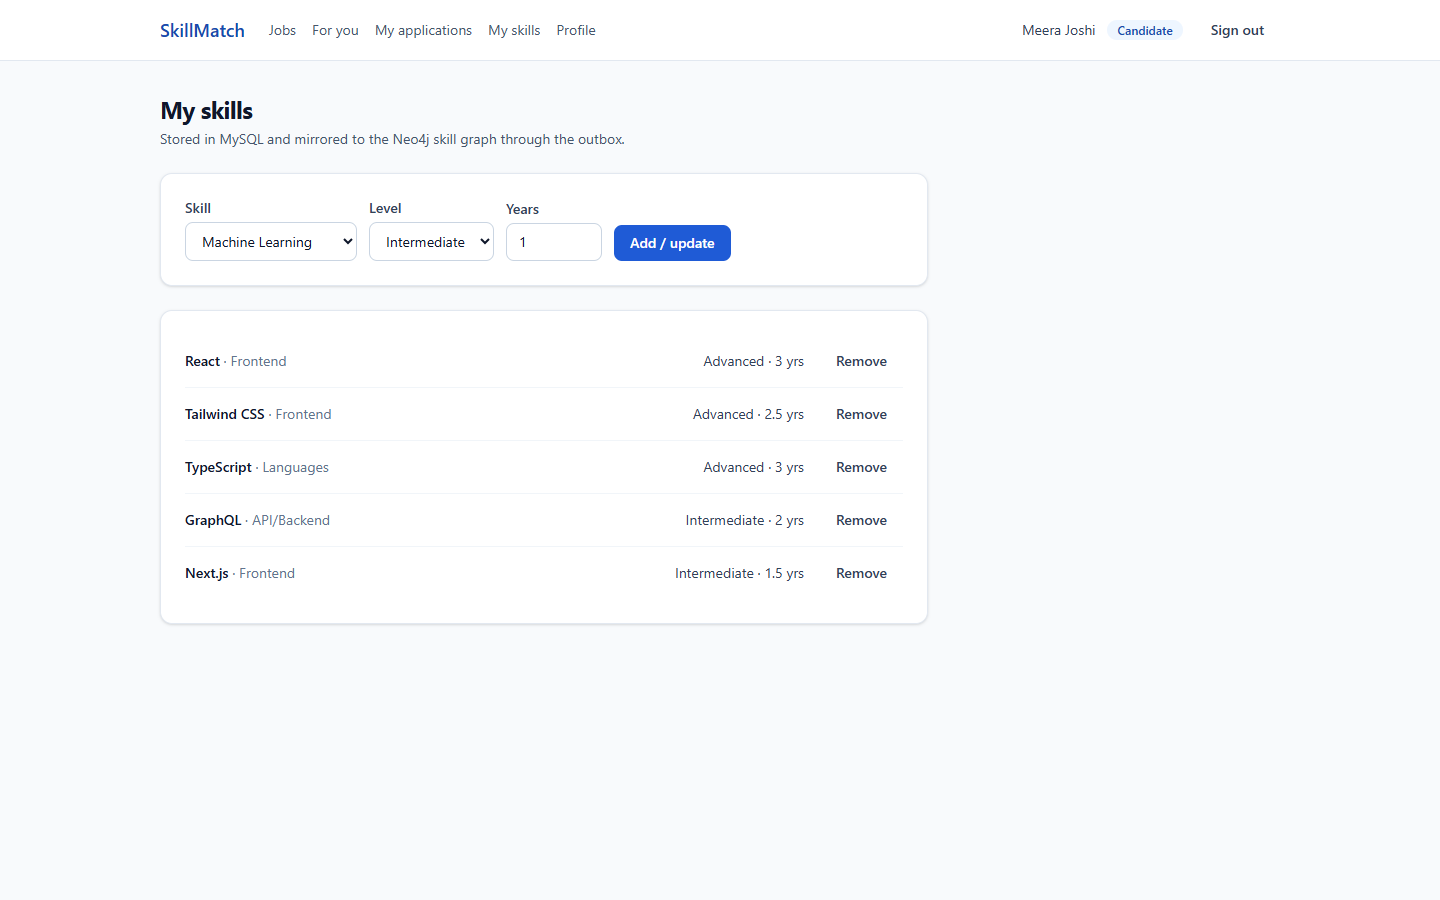 SkillMatch Jobs For you My applications My skills Profile Meera Joshi Candidate Sign out
My skills
Stored in MySQL and mirrored to the Neo4j skill graph through the outbox.
Skill Level Years
Machine Learning Intermediate 1 Add / update
React · Frontend Advanced · 3 yrs Remove
Tailwind CSS · Frontend Advanced · 2.5 yrs Remove
TypeScript · Languages Advanced · 3 yrs Remove
GraphQL · API/Backend Intermediate · 2 yrs Remove
Next.js · Frontend Intermediate · 1.5 yrs Remove